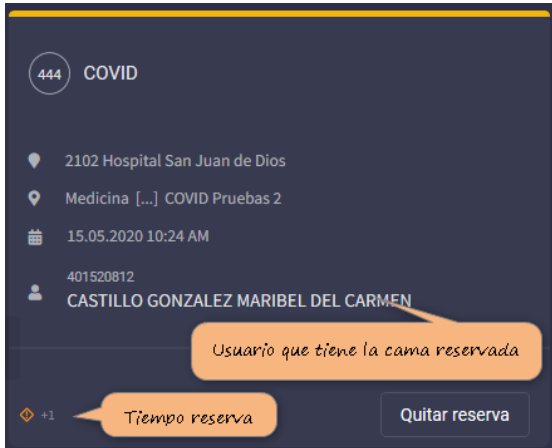 444 COVID
2102 Hospital San Juan de Dios
Medicina [...] COVID Pruebas 2
15.05.2020 10:24 AM
401520812
CASTILLO GONZALEZ MARIBEL DEL CARMEN
Usuario que tiene la cama reservada
+1 Tiempo reserva Quitar reserva